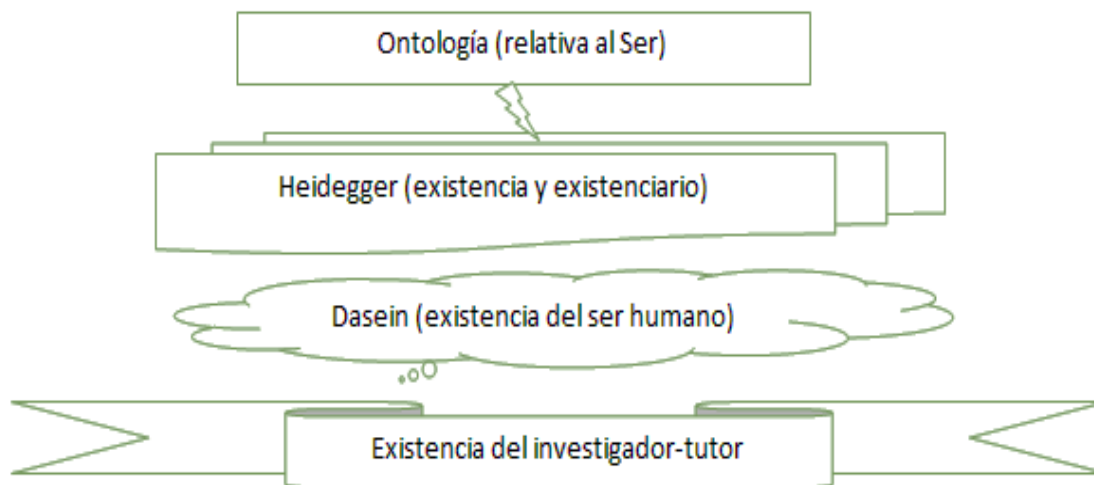 Ontología (relativa al Ser)
Heidegger (existencia y existenciario)
Dasein (existencia del ser humano)
Existencia del investigador-tutor